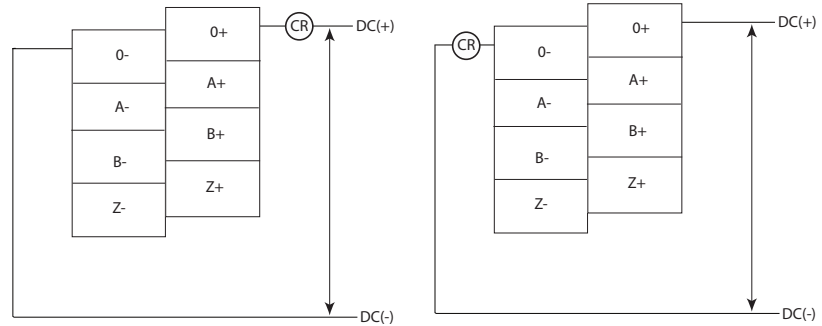 0+
CR
DC(+)
0-
A+
A-
B+
B-
Z+
Z-
DC(-)
0+
DC(+)
CR
0-
A+
A-
B+
B-
Z+
Z-
DC(-)